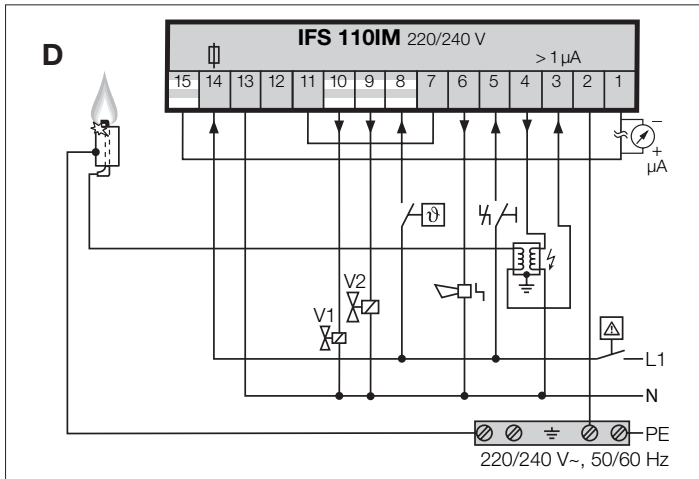 D
IFS 110IM 220/240 V
> 1 µA
15 14 13 12 11 10 9 8 7 6 5 4 3 2 1
–
+
µA
ϑ
V2
V1
L1
N
PE
220/240 V~, 50/60 Hz